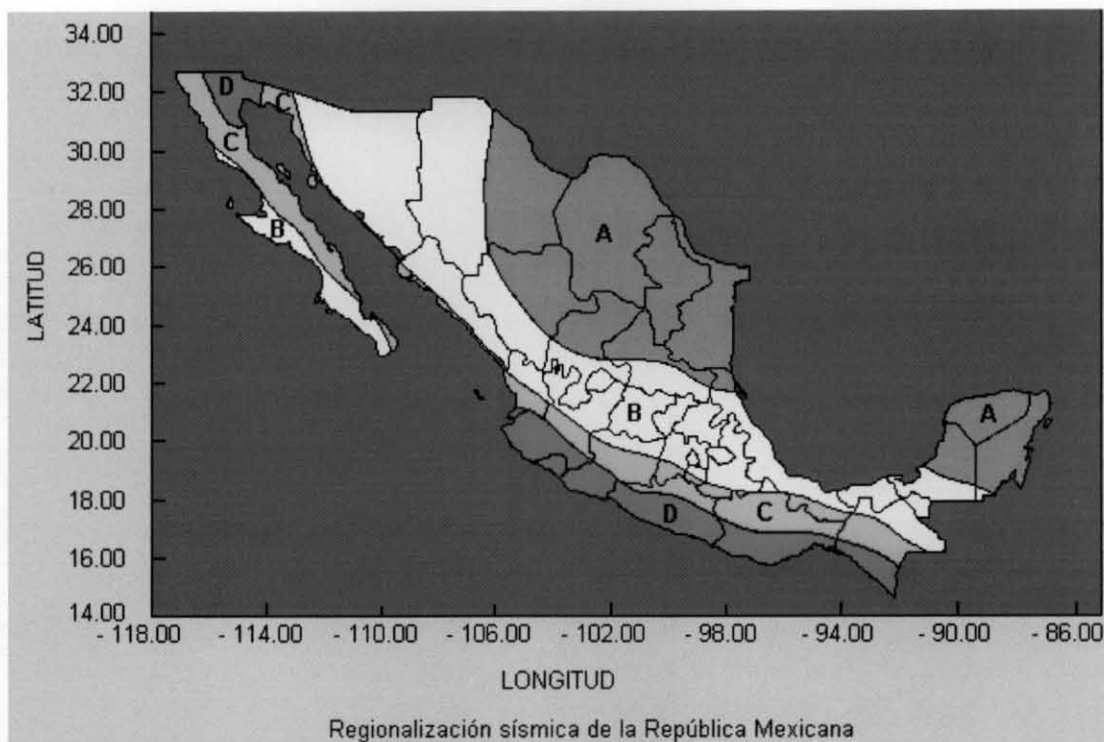 34.00
32.00
30.00
28.00
26.00
24.00
22.00
20.00
18.00
16.00
14.00
LATITUD
D
C
C
B
A
A
B
C
D
- 118.00 - 114.00 - 110.00 - 106.00 - 102.00 - 98.00 - 94.00 - 90.00 - 86.00
LONGITUD
Regionalización sísmica de la República Mexicana